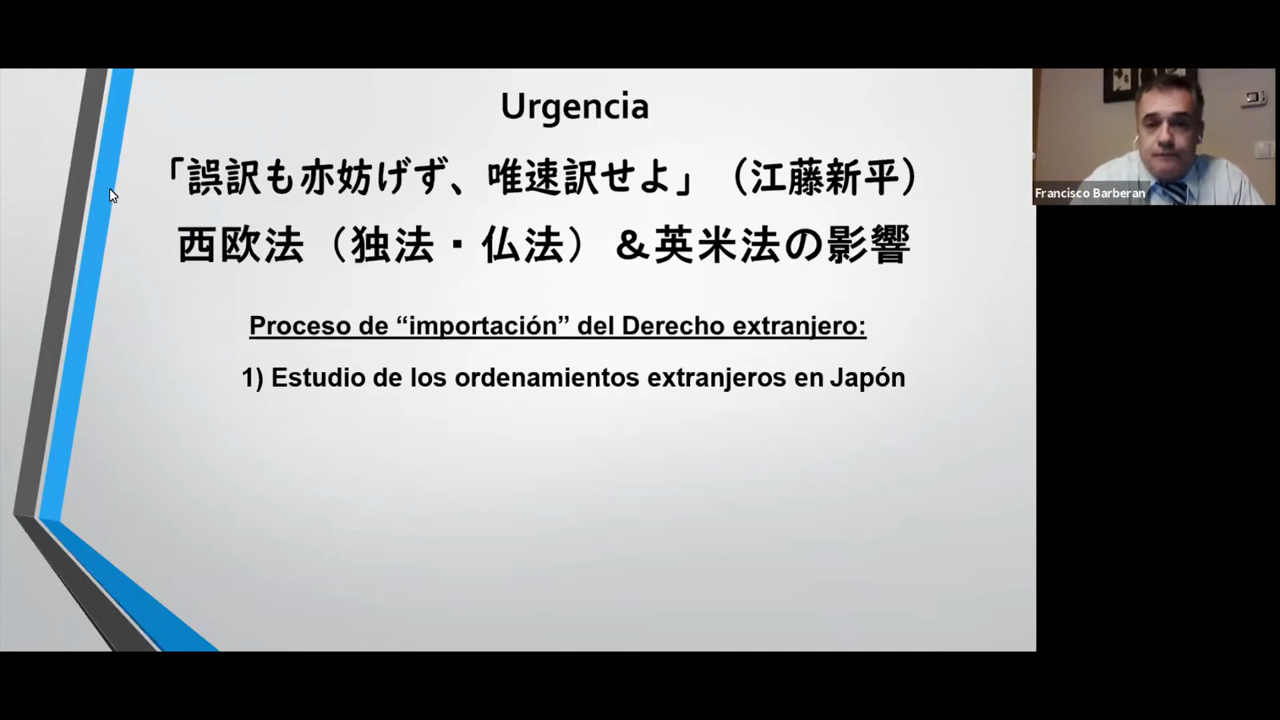 Urgencia
「誤訳も亦妨げず、唯速訳せよ」（江藤新平）
西欧法（独法・仏法）＆英米法の影響
Proceso de “importación” del Derecho extranjero:
1) Estudio de los ordenamientos extranjeros en Japón
Francisco Barberan